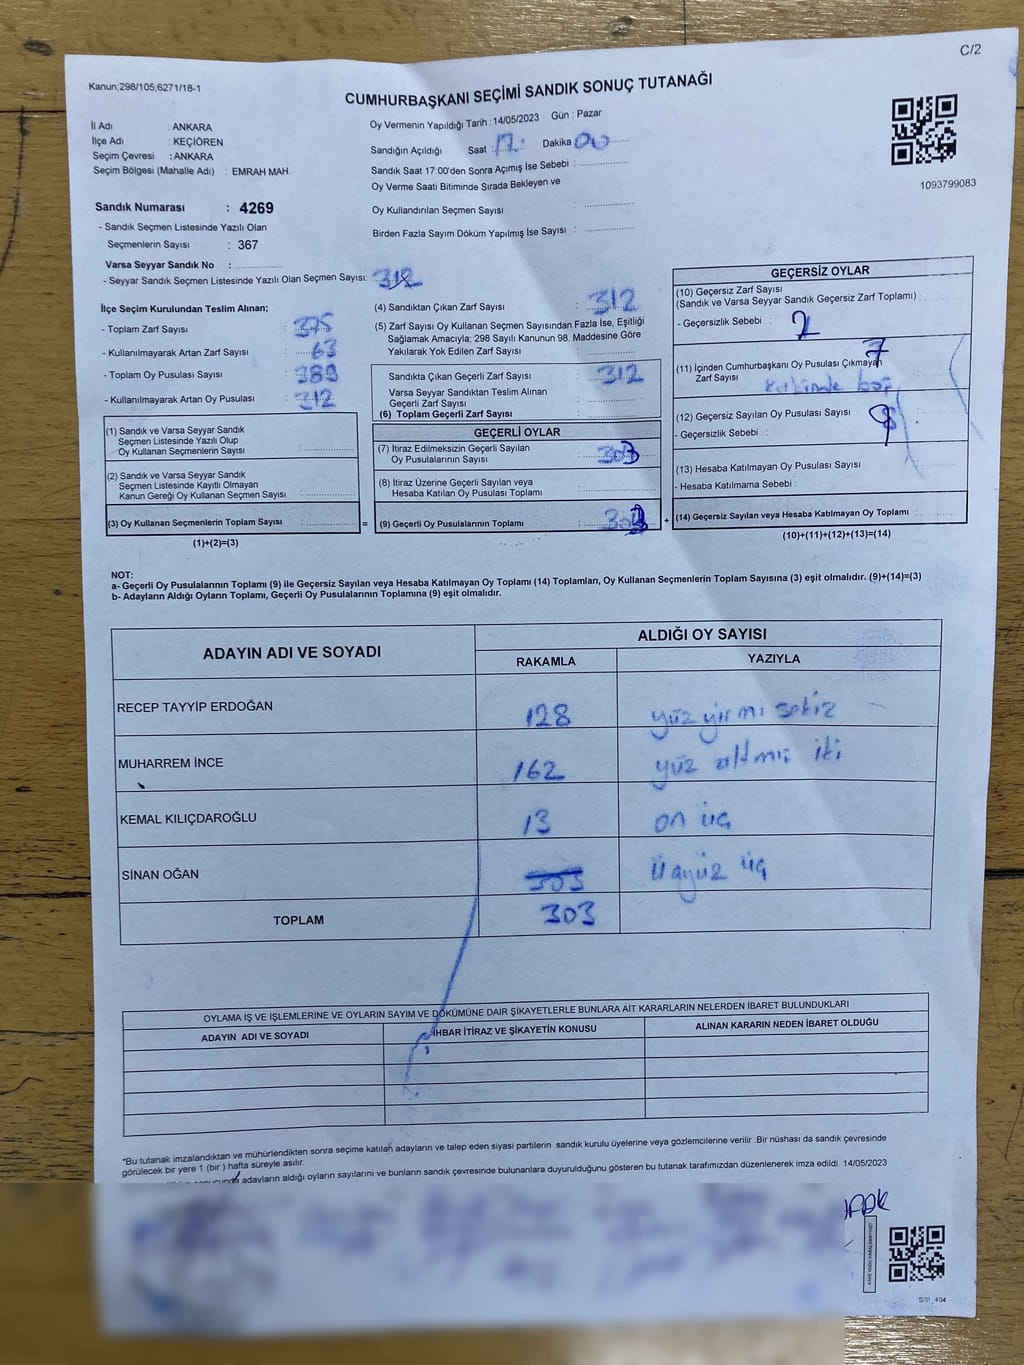 C/2
Kanun;298/105;6271/18-1
CUMHURBAŞKANI SEÇİMİ SANDIK SONUÇ TUTANAĞI
İl Adı : ANKARA
İlçe Adı : KEÇİÖREN
Seçim Çevresi : ANKARA
Seçim Bölgesi (Mahalle Adı) : EMRAH MAH.
Sandık Numarası : 4269
- Sandık Seçmen Listesinde Yazılı Olan
Seçmenlerin Sayısı : 367
Varsa Seyyar Sandık No :
- Seyyar Sandık Seçmen Listesinde Yazılı Olan Seçmen Sayısı: 312
Oy Vermenin Yapıldığı Tarih : 14/05/2023 Gün : Pazar
Sandığın Açıldığı Saat : 17: Dakika 00
Sandık Saat 17:00'den Sonra Açımış İse Sebebi :
Oy Verme Saati Bitiminde Sırada Bekleyen ve
Oy Kullandırılan Seçmen Sayısı :
Birden Fazla Sayım Döküm Yapılmış İse Sayısı :
1093799083
İlçe Seçim Kurulundan Teslim Alınan;
- Toplam Zarf Sayısı : 375
- Kullanılmayarak Artan Zarf Sayısı : 63
- Toplam Oy Pusulası Sayısı : 380
- Kullanılmayarak Artan Oy Pusulası : 312
(1) Sandık ve Varsa Seyyar Sandık
Seçmen Listesinde Yazılı Olup
Oy Kullanan Seçmenlerin Sayısı :
(2) Sandık ve Varsa Seyyar Sandık
Seçmen Listesinde Kayıtlı Olmayan
Kanun Gereği Oy Kullanan Seçmen Sayısı :
(3) Oy Kullanan Seçmenlerin Toplam Sayısı : =
(1)+(2)=(3)
(4) Sandıktan Çıkan Zarf Sayısı : 312
(5) Zarf Sayısı Oy Kullanan Seçmen Sayısından Fazla İse, Eşitliği
Sağlamak Amacıyla; 298 Sayılı Kanunun 98. Maddesine Göre
Yakılarak Yok Edilen Zarf Sayısı :
Sandıkta Çıkan Geçerli Zarf Sayısı : 312
Varsa Seyyar Sandıktan Teslim Alınan
Geçerli Zarf Sayısı :
(6) Toplam Geçerli Zarf Sayısı :
GEÇERLİ OYLAR
(7) İtiraz Edilmeksizin Geçerli Sayılan
Oy Pusulalarının Sayısı : 303
(8) İtiraz Üzerine Geçerli Sayılan veya
Hesaba Katılan Oy Pusulası Toplamı :
(9) Geçerli Oy Pusulalarının Toplamı : 303 +
GEÇERSİZ OYLAR
(10) Geçersiz Zarf Sayısı
(Sandık ve Varsa Seyyar Sandık Geçersiz Zarf Toplamı) :
- Geçersizlik Sebebi : 2
(11) İçinden Cumhurbaşkanı Oy Pusulası Çıkmayan 7
Zarf Sayısı
(12) Geçersiz Sayılan Oy Pusulası Sayısı : 9
- Geçersizlik Sebebi :
(13) Hesaba Katılmayan Oy Pusulası Sayısı :
- Hesaba Katılmama Sebebi :
(14) Geçersiz Sayılan veya Hesaba Katılmayan Oy Toplamı :
(10)+(11)+(12)+(13)=(14)
NOT:
a- Geçerli Oy Pusulalarının Toplamı (9) ile Geçersiz Sayılan veya Hesaba Katılmayan Oy Toplamı (14) Toplamları, Oy Kullanan Seçmenlerin Toplam Sayısına (3) eşit olmalıdır. (9)+(14)=(3)
b- Adayların Aldığı Oyların Toplamı, Geçerli Oy Pusulalarının Toplamına (9) eşit olmalıdır.
ADAYIN ADI VE SOYADI
ALDIĞI OY SAYISI
RAKAMLA YAZIYLA
RECEP TAYYİP ERDOĞAN 128 yüz yirmi sekiz
MUHARREM İNCE 162 yüz altmış iki
KEMAL KILIÇDAROĞLU 13 on üç
SİNAN OĞAN 303 üçyüz üç
TOPLAM 303
OYLAMA İŞ VE İŞLEMLERİNE VE OYLARIN SAYIM VE DÖKÜMÜNE DAİR ŞİKAYETLERLE BUNLARA AİT KARARLARIN NELERDEN İBARET BULUNDUKLARI
ADAYIN ADI VE SOYADI İHBAR İTİRAZ VE ŞİKAYETİN KONUSU ALINAN KARARIN NEDEN İBARET OLDUĞU
*Bu tutanak imzalandıktan ve mühürlendikten sonra seçime katılan adayların ve talep eden siyasi partilerin sandık kurulu üyelerine veya gözlemcilerine verilir. Bir nüshası da sandık çevresinde
görülecek bir yere 1 (bir) hafta süreyle asılır.
adayların aldığı oyların sayılarını ve bunların sandık çevresinde bulunanlara duyurulduğunu gösteren bu tutanak tarafımızdan düzenlenerek imza edildi. 14/05/2023
SSI_404